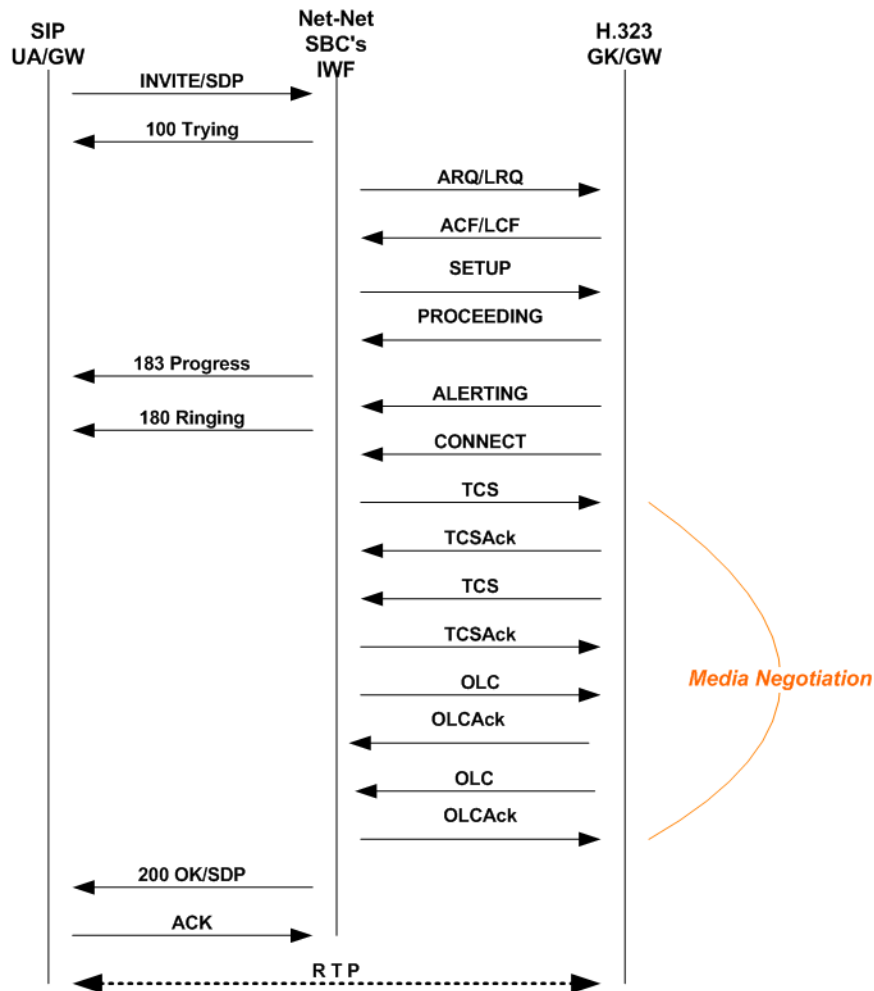 SIP
UA/GW
Net-Net
SBC's
IWF
H.323
GK/GW
INVITE/SDP
100 Trying
ARQ/LRQ
ACF/LCF
SETUP
PROCEEDING
183 Progress
ALERTING
180 Ringing
CONNECT
TCS
TCSAck
TCS
TCSAck
Media Negotiation
OLC
OLCAck
OLC
OLCAck
200 OK/SDP
ACK
R T P